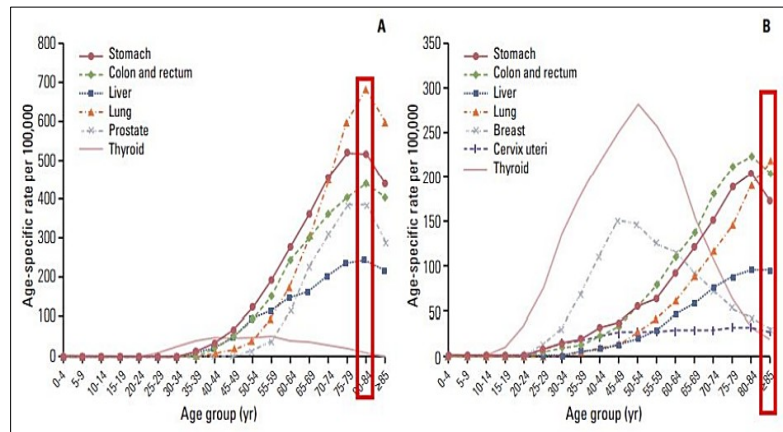 A
Age-specific rate per 100,000
800
700
600
500
400
300
200
100
0
Stomach
Colon and rectum
Liver
Lung
Prostate
Thyroid
0-4
5-9
10-14
15-19
20-24
25-29
30-34
35-39
40-44
45-49
50-54
55-59
60-64
65-69
70-74
75-79
80-84
≥85
Age group (yr)
B
Age-specific rate per 100,000
350
300
250
200
150
100
50
0
Stomach
Colon and rectum
Liver
Lung
Breast
Cervix uteri
Thyroid
0-4
5-9
10-14
15-19
20-24
25-29
30-34
35-39
40-44
45-49
50-54
55-59
60-64
65-69
70-74
75-79
80-84
≥85
Age group (yr)